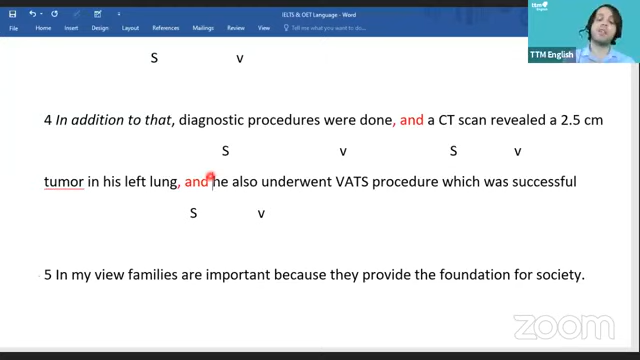 IELTS & OET Language - Word
File Home Insert Design Layout References Mailings Review View Help Tell me what you want to do
ttm
English
TTM English
S v
4 In addition to that, diagnostic procedures were done, and a CT scan revealed a 2.5 cm
S v S v
tumor in his left lung, and he also underwent VATS procedure which was successful
S v
5 In my view families are important because they provide the foundation for society.
zoom